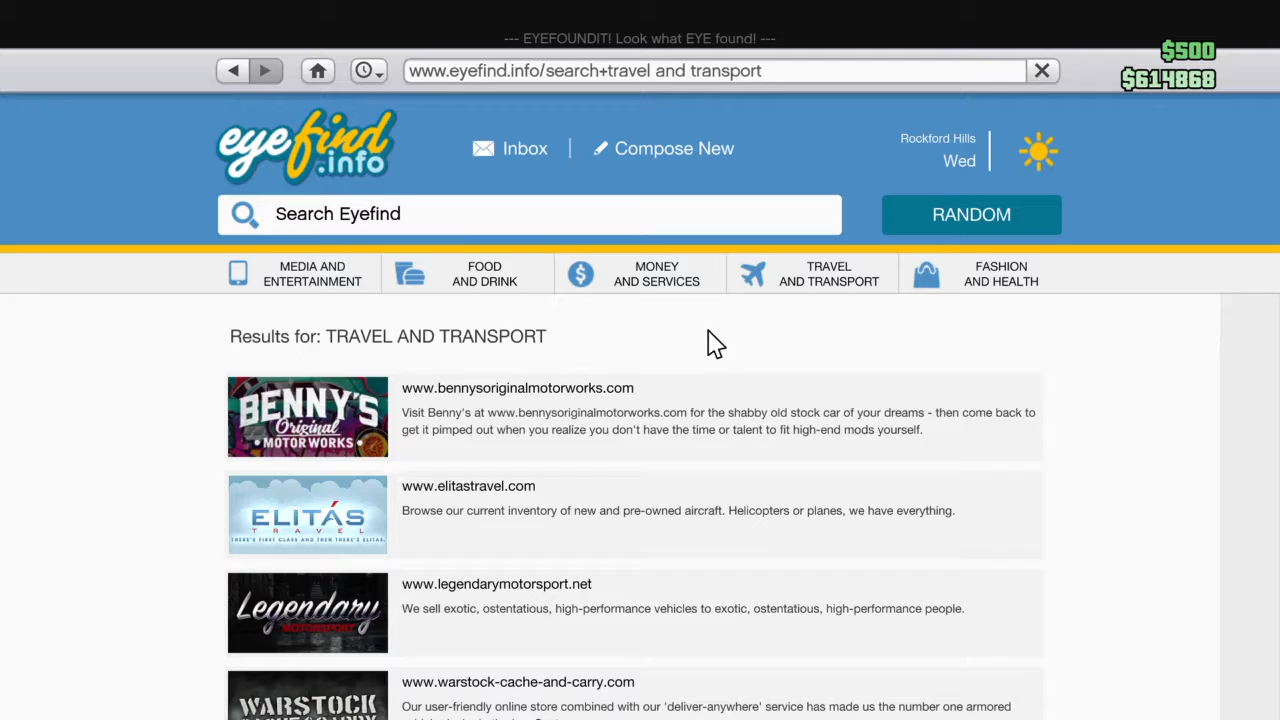 --- EYEFOUNDIT! Look what EYE found! ---
$500
www.eyefind.info/search+travel and transport
$614868
eyefind
.info
Inbox
Compose New
Rockford Hills
Wed
Search Eyefind
RANDOM
MEDIA AND
ENTERTAINMENT
FOOD
AND DRINK
MONEY
AND SERVICES
TRAVEL
AND TRANSPORT
FASHION
AND HEALTH
Results for: TRAVEL AND TRANSPORT
BENNY'S
Original
•MOTORWORKS•
www.bennysoriginalmotorworks.com
Visit Benny's at www.bennysoriginalmotorworks.com for the shabby old stock car of your dreams - then come back to
get it pimped out when you realize you don't have the time or talent to fit high-end mods yourself.
ELITÁS
TRAVEL
THERE'S FIRST CLASS AND THEN THERE'S ELITAS.
www.elitastravel.com
Browse our current inventory of new and pre-owned aircraft. Helicopters or planes, we have everything.
Legendary
MOTORSPORT
www.legendarymotorsport.net
We sell exotic, ostentatious, high-performance vehicles to exotic, ostentatious, high-performance people.
WARSTOCK
www.warstock-cache-and-carry.com
Our user-friendly online store combined with our 'deliver-anywhere' service has made us the number one armored